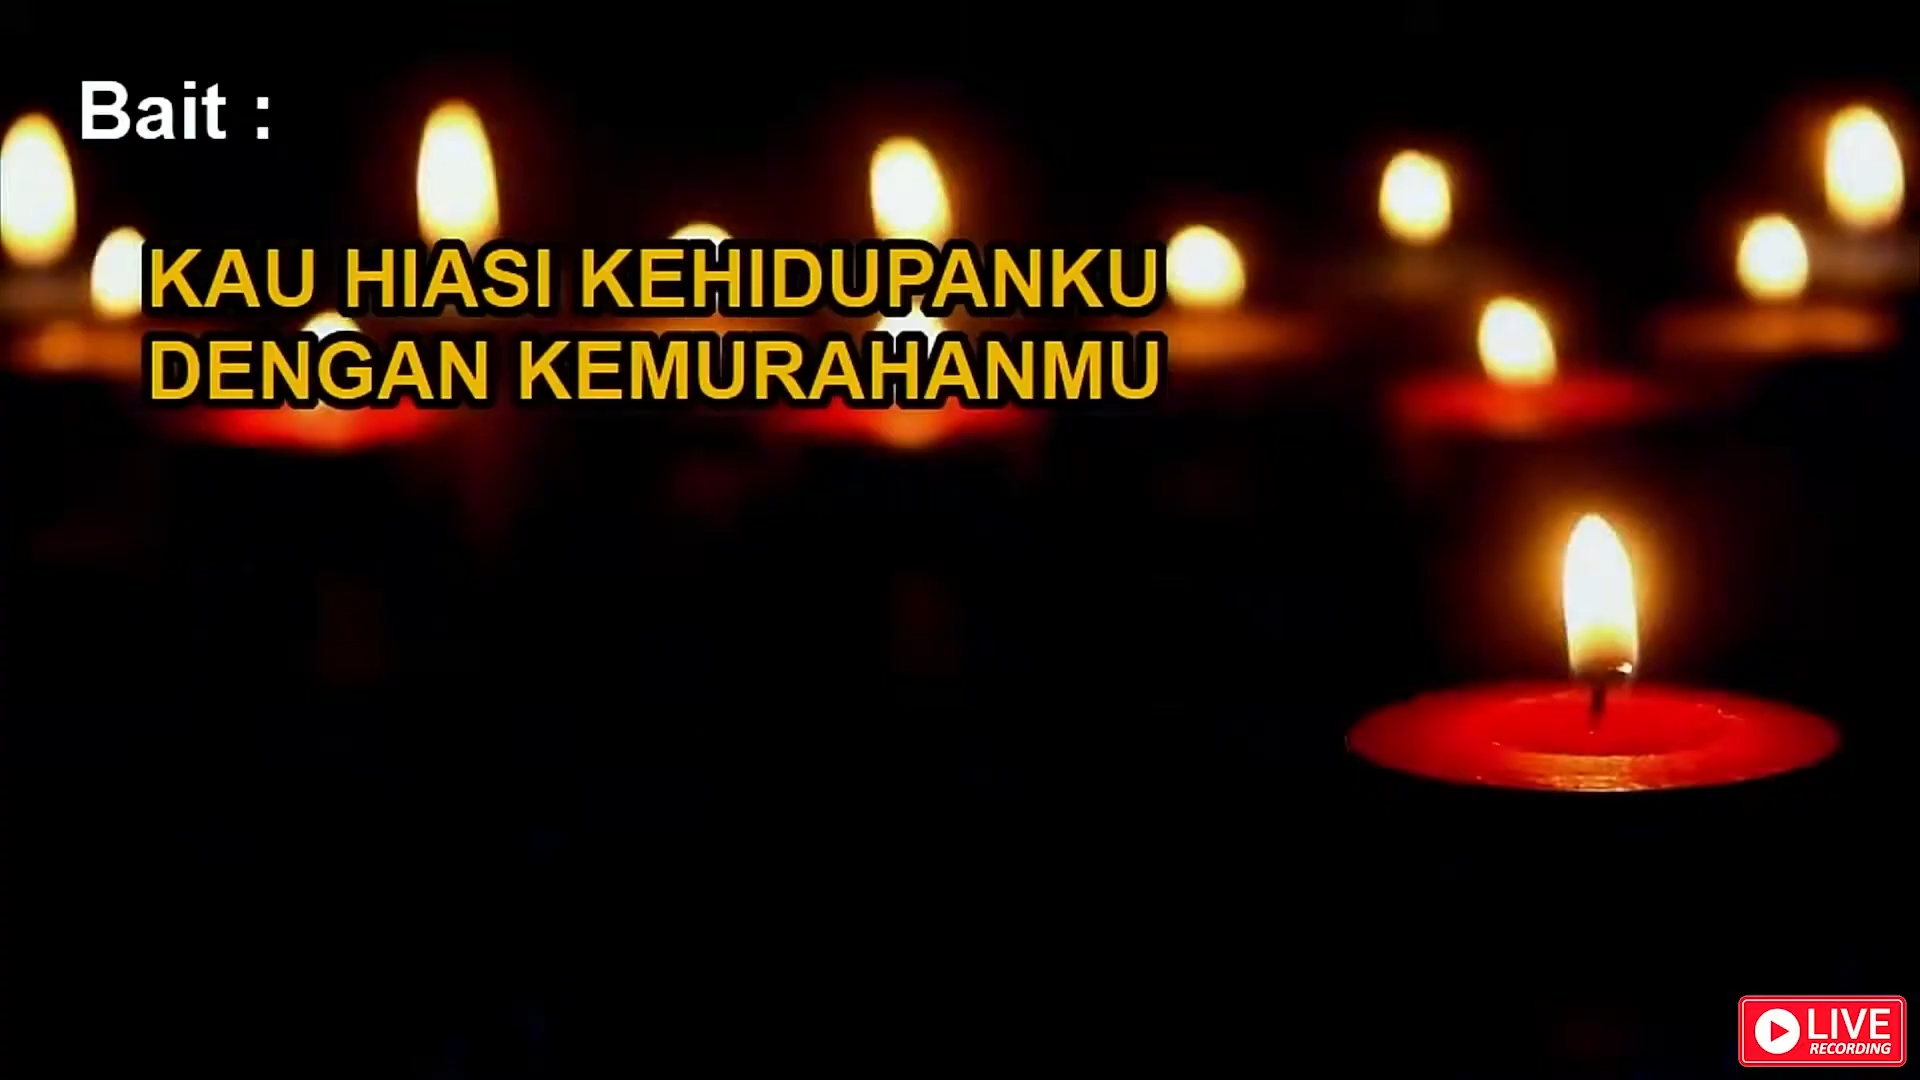 Bait :
KAU HIASI KEHIDUPANKU
DENGAN KEMURAHANMU
LIVE
RECORDING